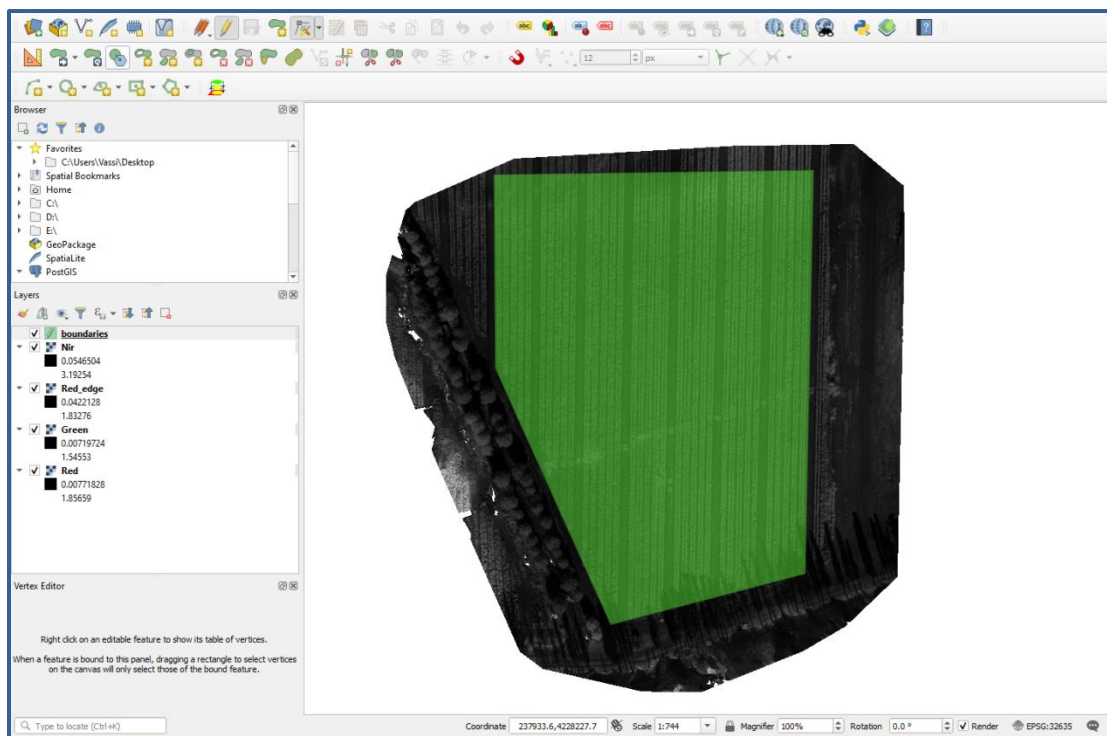 abc
abc
abc
abc
12
px
Browser
Favorites
C:\Users\Vassi\Desktop
Spatial Bookmarks
Home
C:\
D:\
E:\
GeoPackage
SpatiaLite
PostGIS
Layers
boundaries
Nir
0.0546504
3.19254
Red_edge
0.0422128
1.83276
Green
0.00719724
1.54553
Red
0.00771828
1.85659
Vertex Editor
Right click on an editable feature to show its table of vertices.
When a feature is bound to this panel, dragging a rectangle to select vertices
on the canvas will only select those of the bound feature.
Type to locate (Ctrl+K)
Coordinate 237933.6,4228227.7 Scale 1:744 Magnifier 100% Rotation 0.0 ° Render EPSG:32635